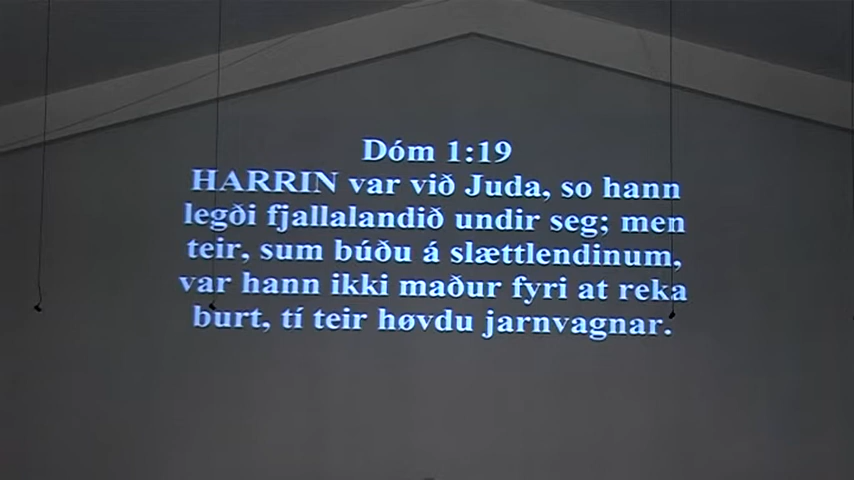 Dóm 1:19
HARRIN var við Juda, so hann
legði fjallalandið undir seg; men
teir, sum búðu á slættlendinum,
var hann ikki maður fyri at reka
burt, tí teir høvdu jarnvagnar.